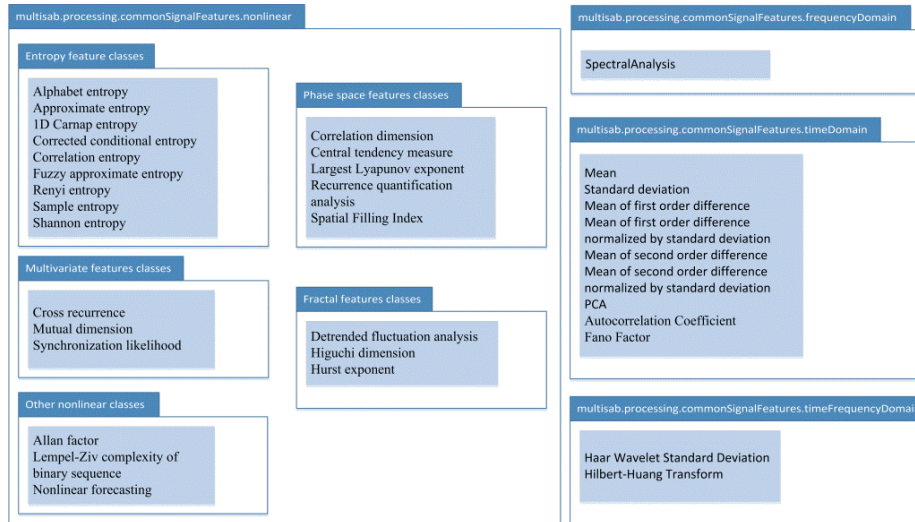 multisab.processing.commonSignalFeatures.nonlinear
Entropy feature classes
Alphabet entropy
Approximate entropy
1D Carnap entropy
Corrected conditional entropy
Correlation entropy
Fuzzy approximate entropy
Renyi entropy
Sample entropy
Shannon entropy
Multivariate features classes
Cross recurrence
Mutual dimension
Synchronization likelihood
Other nonlinear classes
Allan factor
Lempel-Ziv complexity of
binary sequence
Nonlinear forecasting
Phase space features classes
Correlation dimension
Central tendency measure
Largest Lyapunov exponent
Recurrence quantification
analysis
Spatial Filling Index
Fractal features classes
Detrended fluctuation analysis
Higuchi dimension
Hurst exponent
multisab.processing.commonSignalFeatures.frequencyDomain
SpectralAnalysis
multisab.processing.commonSignalFeatures.timeDomain
Mean
Standard deviation
Mean of first order difference
Mean of first order difference
normalized by standard deviation
Mean of second order difference
Mean of second order difference
normalized by standard deviation
PCA
Autocorrelation Coefficient
Fano Factor
multisab.processing.commonSignalFeatures.timeFrequencyDomain
Haar Wavelet Standard Deviation
Hilbert-Huang Transform